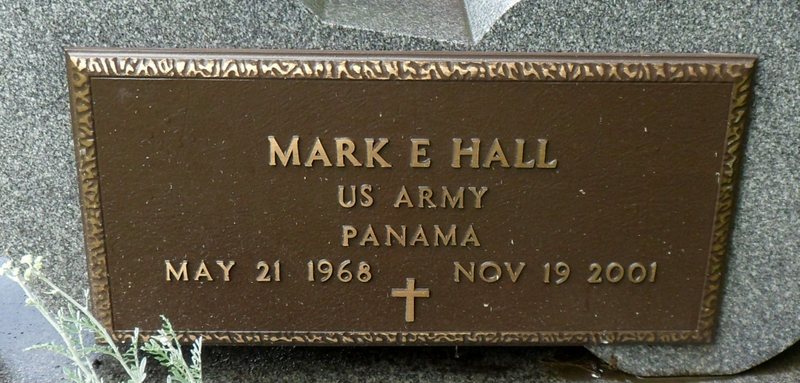 MARK E HALL
US ARMY
PANAMA
MAY 21 1968 NOV 19 2001